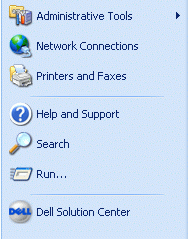 Administrative Tools
Network Connections
Printers and Faxes
Help and Support
Search
Run...
DELL Dell Solution Center